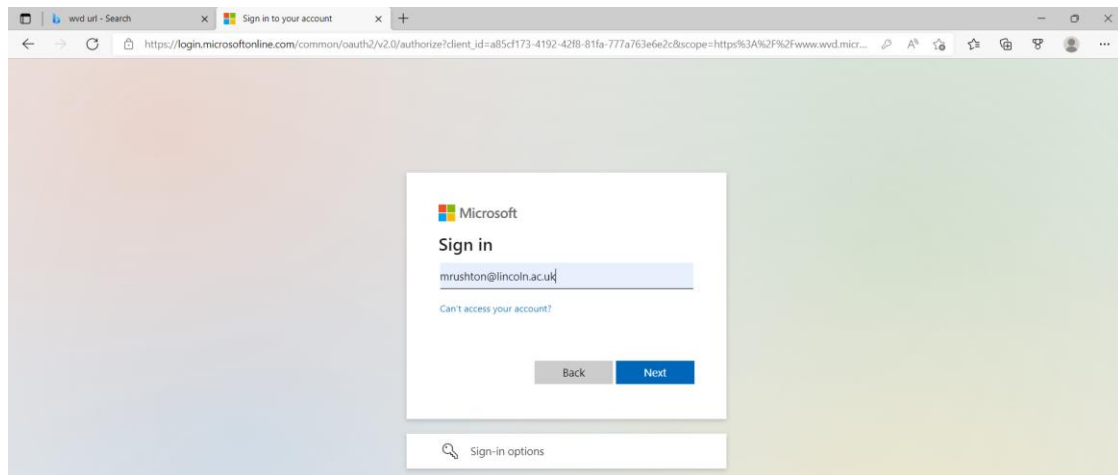 wvd url - Search
Sign in to your account
https://login.microsoftonline.com/common/oauth2/v2.0/authorize?client_id=a85cf173-4192-42f8-81fa-777a763e6e2c&scope=https%3A%2F%2Fwww.wvd.micr...
Microsoft
Sign in
mrushton@lincoln.ac.uk
Can't access your account?
Back
Next
Sign-in options